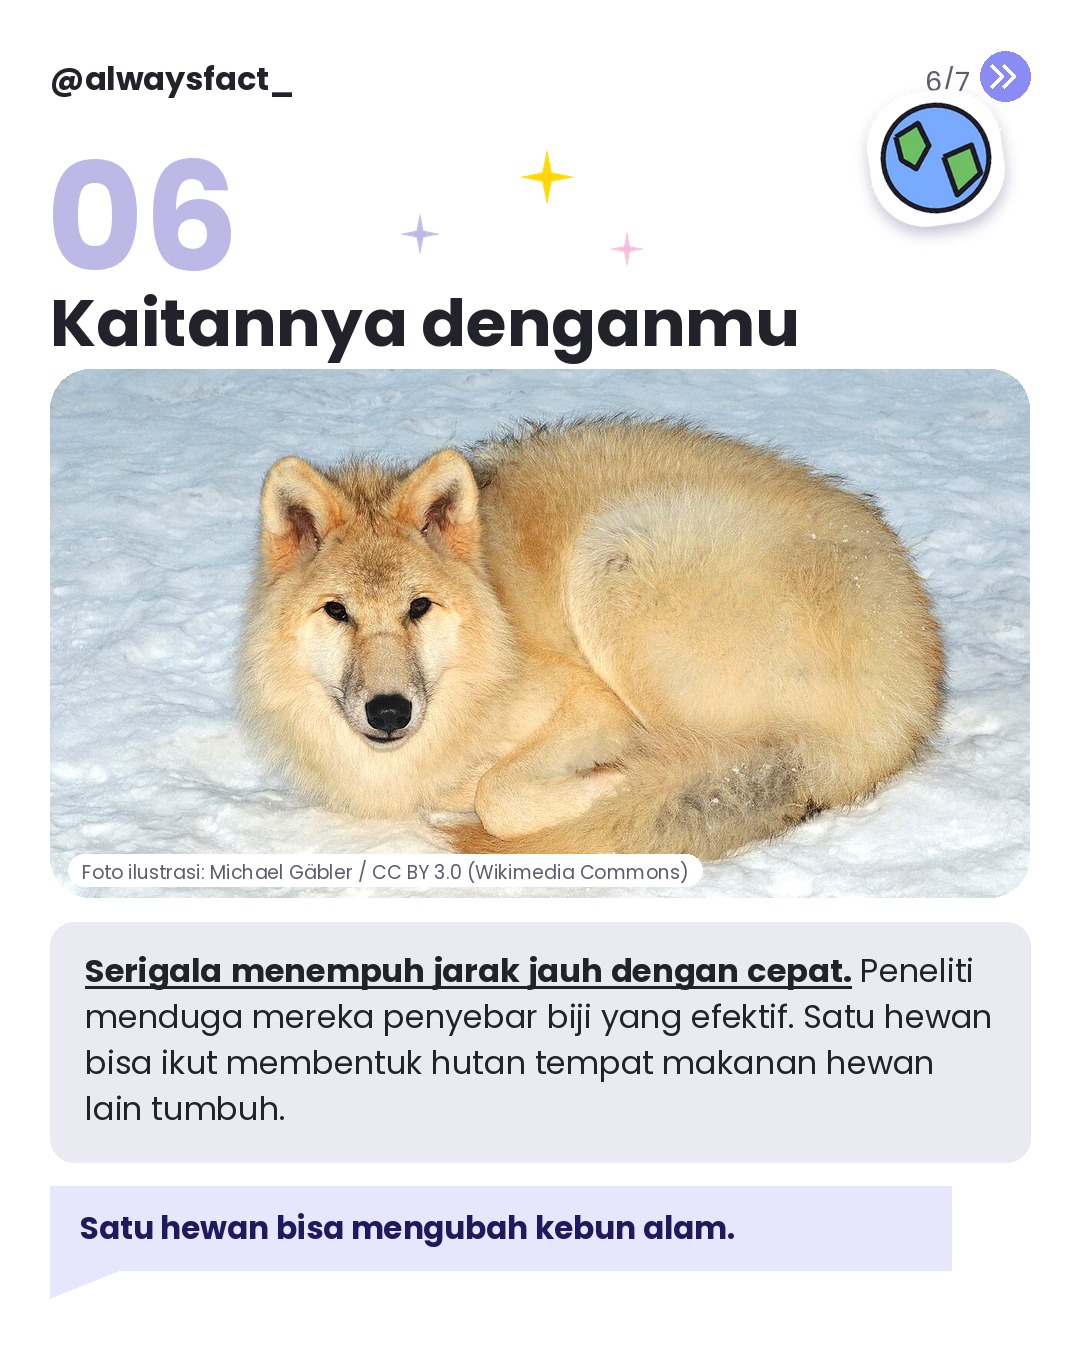 @alwaysfact_
6/7
06
Kaitannya denganmu
Foto ilustrasi: Michael Gäbler / CC BY 3.0 (Wikimedia Commons)
Serigala menempuh jarak jauh dengan cepat. Peneliti
menduga mereka penyebar biji yang efektif. Satu hewan
bisa ikut membentuk hutan tempat makanan hewan
lain tumbuh.
Satu hewan bisa mengubah kebun alam.